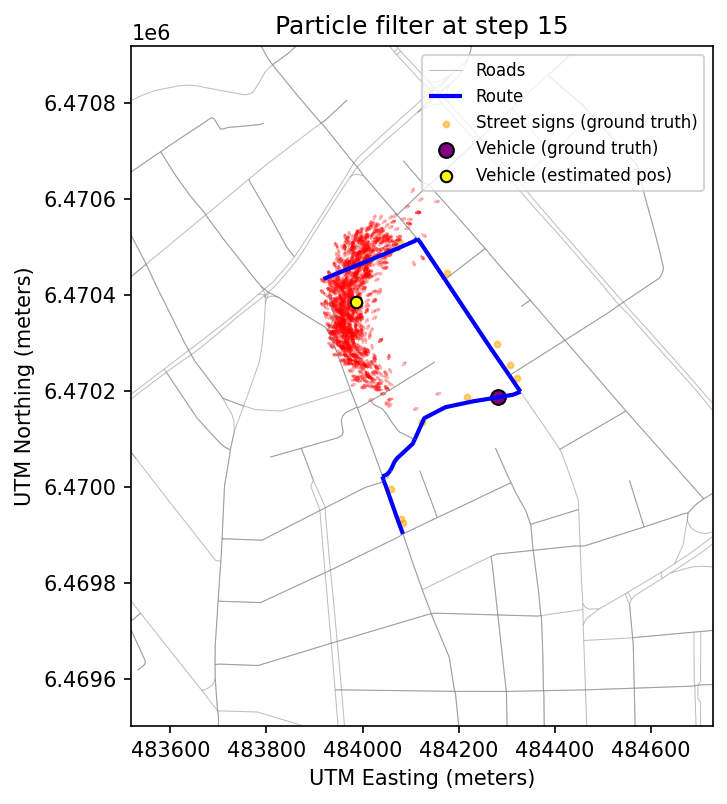 Particle filter at step 15
1e6
Roads
Route
Street signs (ground truth)
Vehicle (ground truth)
Vehicle (estimated pos)
6.4708
6.4706
6.4704
6.4702
6.4700
6.4698
6.4696
UTM Northing (meters)
483600 483800 484000 484200 484400 484600
UTM Easting (meters)